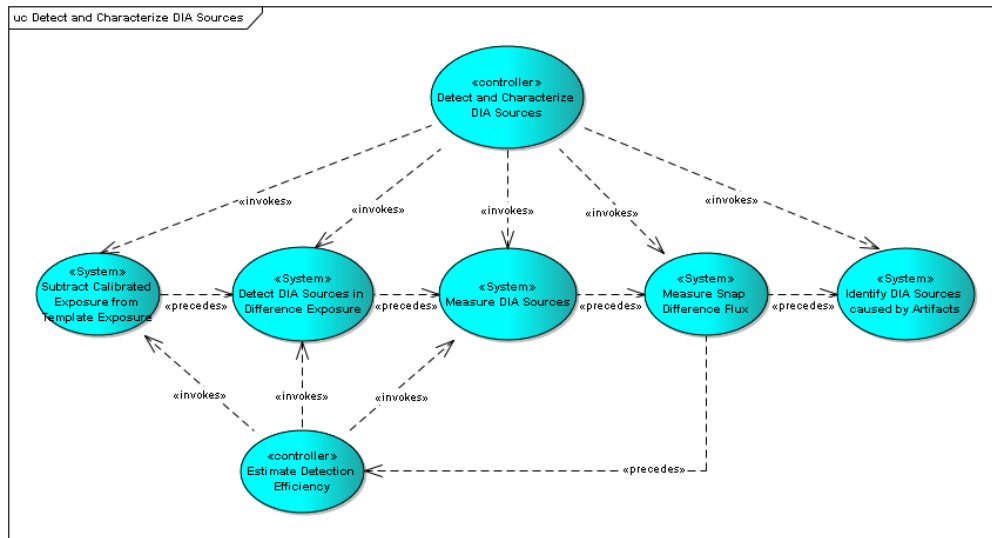 uc Detect and Characterize DIA Sources
«controller»
Detect and Characterize
DIA Sources
«invokes»
«invokes»
«invokes»
«invokes»
«invokes»
«System»
Subtract Calibrated
Exposure from
Template Exposure
«precedes»
«System»
Detect DIA Sources in
Difference Exposure
«precedes»
«System»
Measure DIA Sources
«precedes»
«System»
Measure Snap
Difference Flux
«precedes»
«System»
Identify DIA Sources
caused by Artifacts
«invokes»
«invokes»
«invokes»
«controller»
Estimate Detection
Efficiency
«precedes»